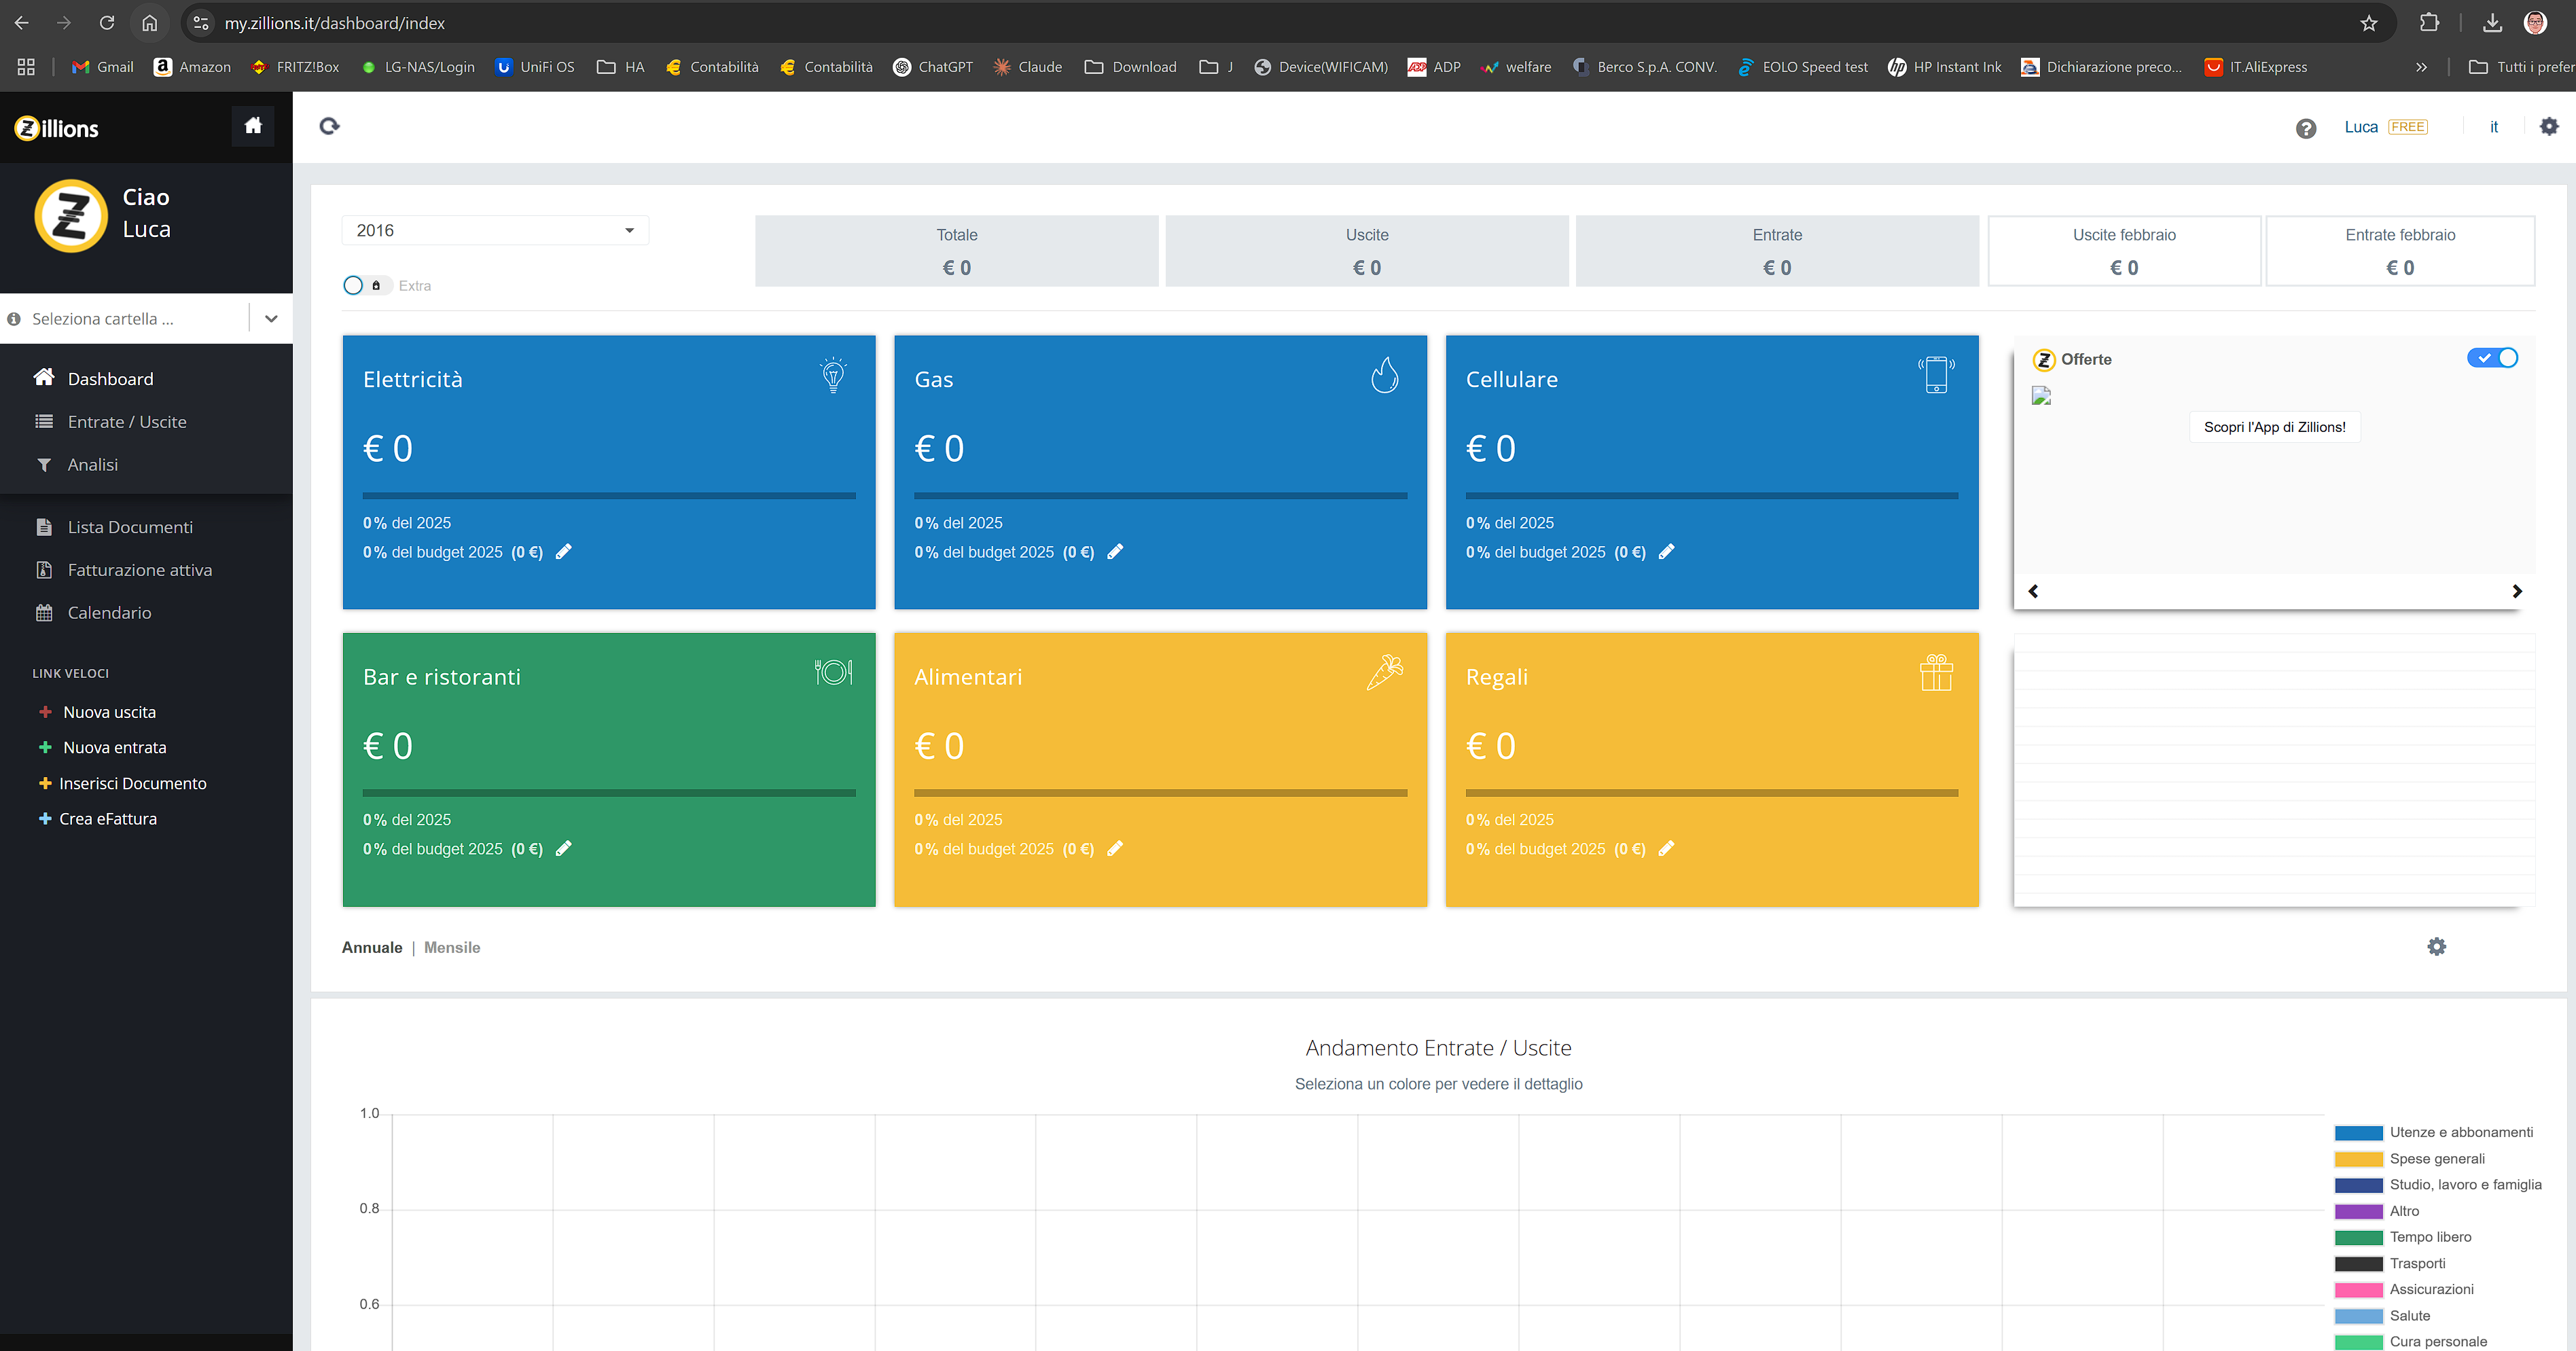 my.zillions.it/dashboard/index
Gmail Amazon FRITZ!Box LG-NAS/Login UniFi OS HA Contabilità Contabilità ChatGPT Claude Download J Device(WIFICAM) ADP welfare Berco S.p.A. CONV. EOLO Speed test HP Instant Ink Dichiarazione preco... IT.AliExpress » Tutti i prefer
Zillions
Luca FREE it
Ciao
Luca
Seleziona cartella ...
Dashboard
Entrate / Uscite
Analisi
Lista Documenti
Fatturazione attiva
Calendario
LINK VELOCI
Nuova uscita
Nuova entrata
Inserisci Documento
Crea eFattura
2016
Extra
Totale
€ 0
Uscite
€ 0
Entrate
€ 0
Uscite febbraio
€ 0
Entrate febbraio
€ 0
Elettricità
€ 0
0% del 2025
0% del budget 2025 (0 €)
Gas
€ 0
0% del 2025
0% del budget 2025 (0 €)
Cellulare
€ 0
0% del 2025
0% del budget 2025 (0 €)
Offerte
Scopri l'App di Zillions!
Bar e ristoranti
€ 0
0% del 2025
0% del budget 2025 (0 €)
Alimentari
€ 0
0% del 2025
0% del budget 2025 (0 €)
Regali
€ 0
0% del 2025
0% del budget 2025 (0 €)
Annuale | Mensile
Andamento Entrate / Uscite
Seleziona un colore per vedere il dettaglio
1.0
0.8
0.6
Utenze e abbonamenti
Spese generali
Studio, lavoro e famiglia
Altro
Tempo libero
Trasporti
Assicurazioni
Salute
Cura personale